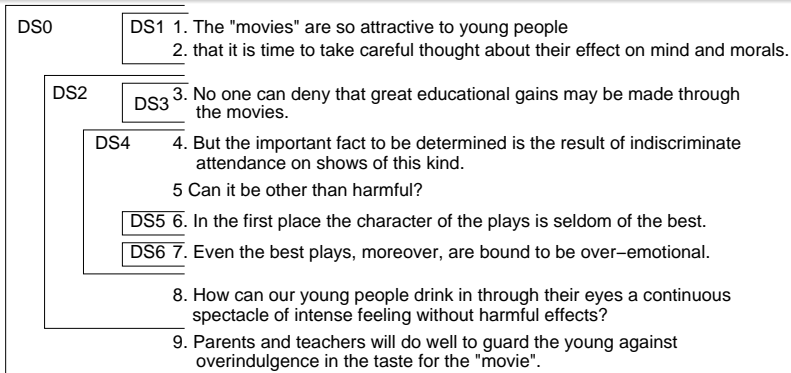 DS0 DS1 1. The "movies" are so attractive to young people
2. that it is time to take careful thought about their effect on mind and morals.
DS2 DS3 3. No one can deny that great educational gains may be made through
the movies.
DS4 4. But the important fact to be determined is the result of indiscriminate
attendance on shows of this kind.
5 Can it be other than harmful?
DS5 6. In the first place the character of the plays is seldom of the best.
DS6 7. Even the best plays, moreover, are bound to be over−emotional.
8. How can our young people drink in through their eyes a continuous
spectacle of intense feeling without harmful effects?
9. Parents and teachers will do well to guard the young against
overindulgence in the taste for the "movie".